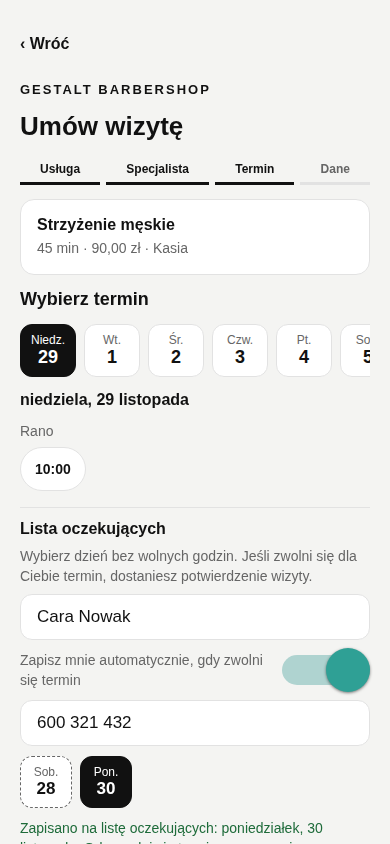 ‹ Wróć
GESTALT BARBERSHOP
Umów wizytę
Usługa Specjalista Termin Dane
Strzyżenie męskie
45 min · 90,00 zł · Kasia
Wybierz termin
Niedz. Wt. Śr. Czw. Pt.
29 1 2 3 4 5
niedziela, 29 listopada
Rano
10:00
Lista oczekujących
Wybierz dzień bez wolnych godzin. Jeśli zwolni się dla
Ciebie termin, dostaniesz potwierdzenie wizyty.
Cara Nowak
Zapisz mnie automatycznie, gdy zwolni
się termin
600 321 432
Sob. Pon.
28 30
Zapisano na listę oczekujących: poniedziałek, 30